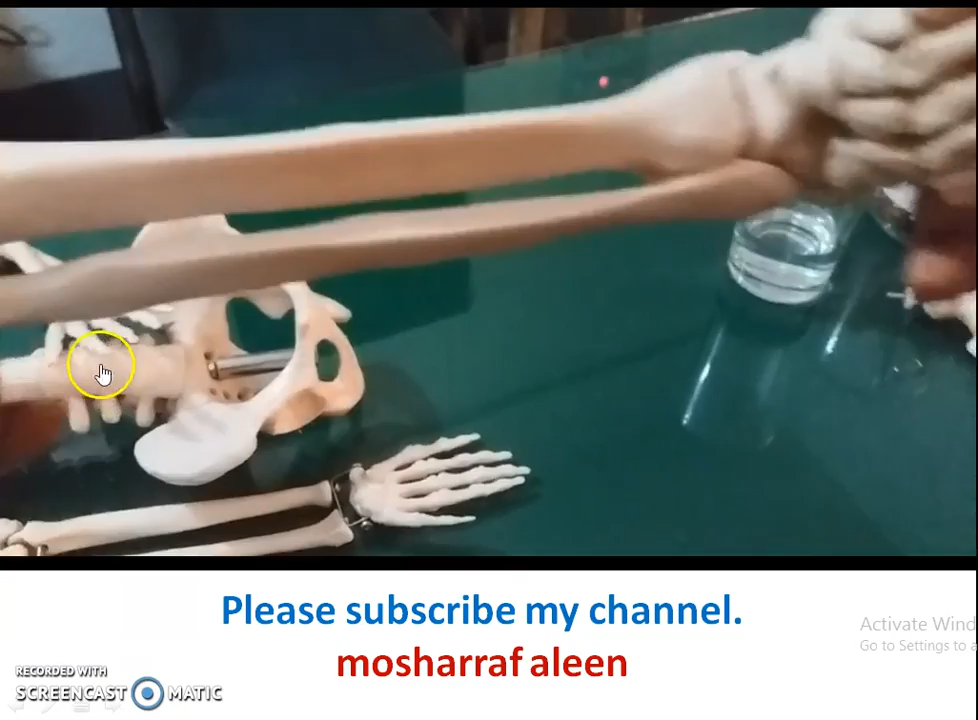 Please subscribe my channel.
mosharraf aleen
Activate Wind
Go to Settings to a
RECORDED WITH
SCREENCAST MATIC